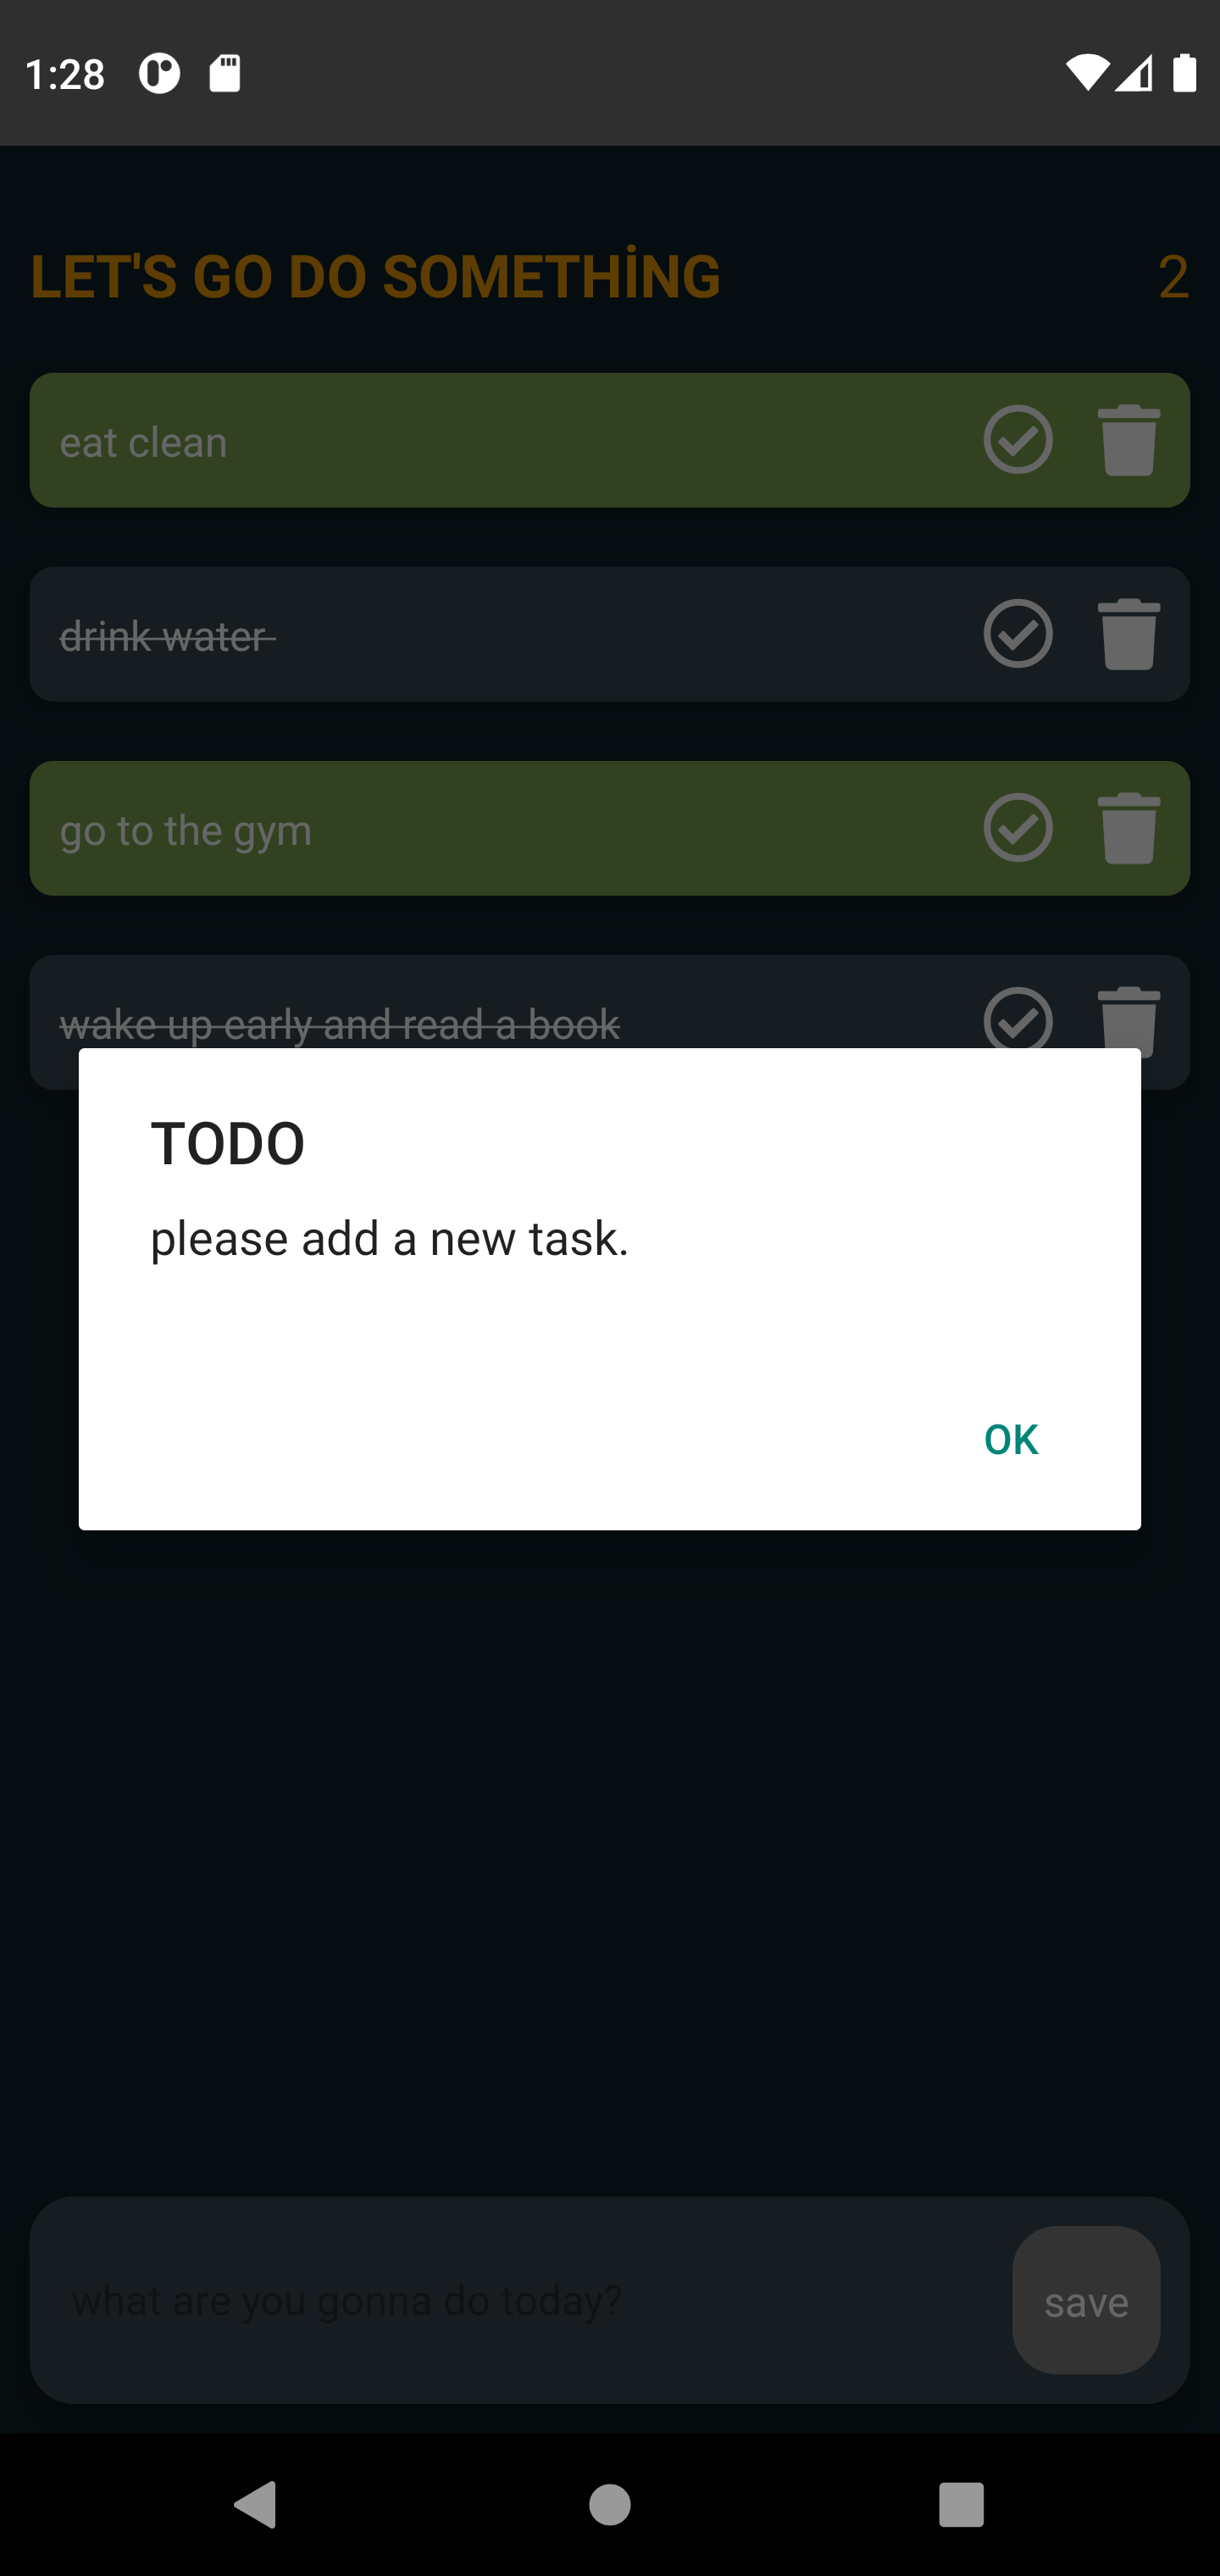 1:28
LET'S GO DO SOMETHİNG 2
eat clean
drink water
go to the gym
wake up early and read a book
TODO
please add a new task.
OK
what are you gonna do today?
save